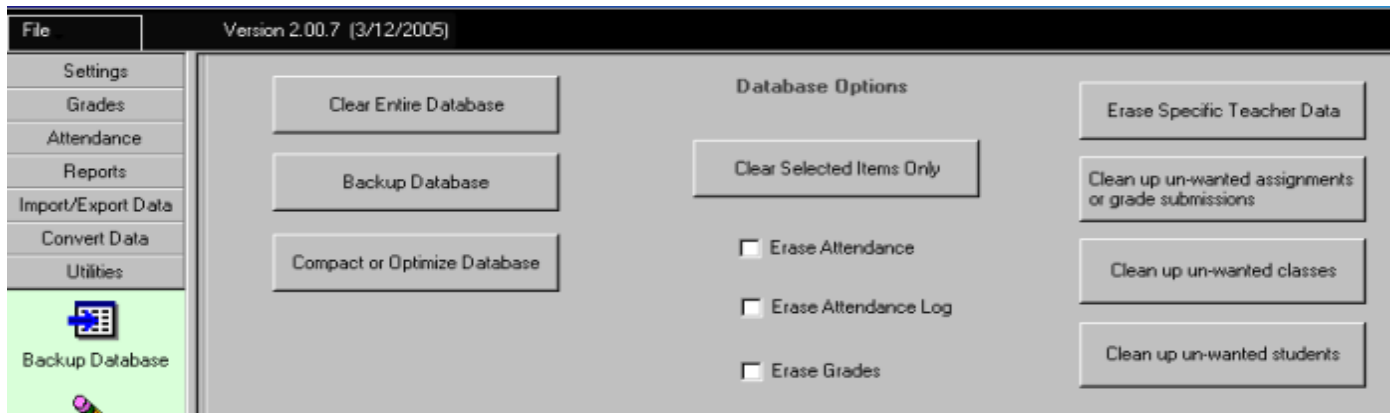 File
Version 2.00.7 (3/12/2005)
Settings
Grades
Attendance
Reports
Import/Export Data
Convert Data
Utilities
Backup Database
Clear Entire Database
Backup Database
Compact or Optimize Database
Database Options
Clear Selected Items Only
Erase Attendance
Erase Attendance Log
Erase Grades
Erase Specific Teacher Data
Clean up un-wanted assignments
or grade submissions
Clean up un-wanted classes
Clean up un-wanted students